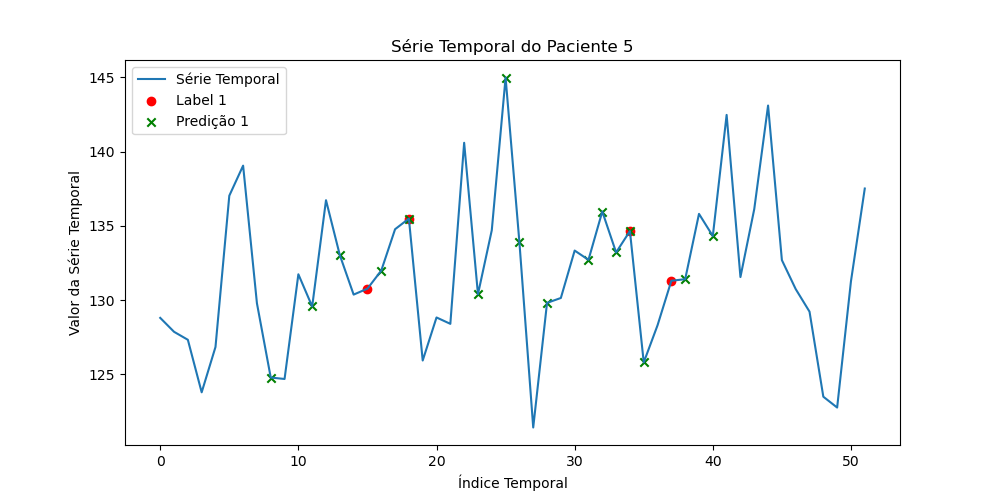 Série Temporal do Paciente 5
Série Temporal
Label 1
Predição 1
Valor da Série Temporal
145
140
135
130
125
0 10 20 30 40 50
Índice Temporal